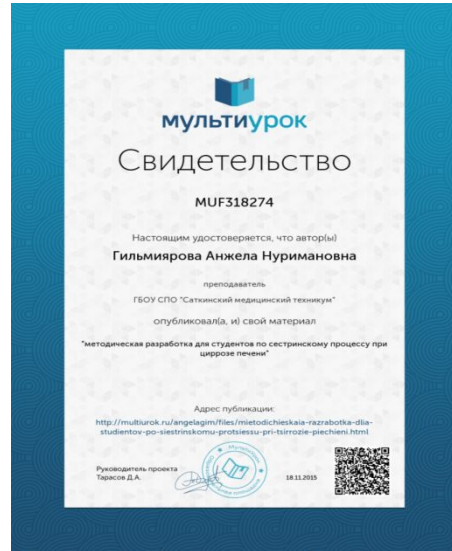 мультиурок
Свидетельство
MUF318274
Настоящим удостоверяется, что автор(ы)
Гильмиярова Анжела Нуримановна
преподаватель
ГБОУ СПО "Саткинский медицинский техникум"
опубликовал(а, и) свой материал
"методическая разработка для студентов по сестринскому процессу при
циррозе печени"
Адрес публикации:
http://multiurok.ru/angelagim/files/mietodichieskaia-razrabotka-dlia-
studientov-po-siestrinskomu-protsiessu-pri-tsirrozie-piechieni.html
Руководитель проекта
Тарасов Д.А.
18.11.2015